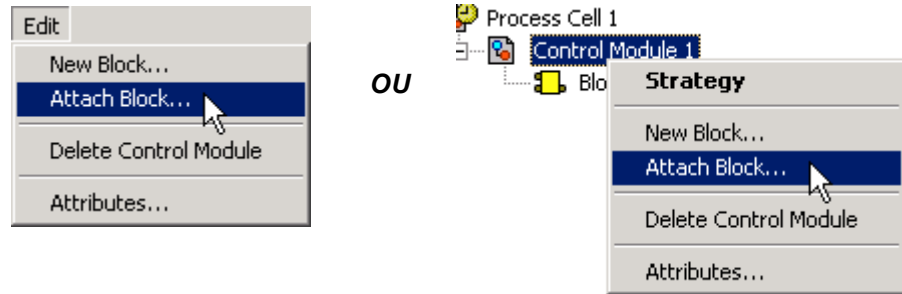 Edit
New Block...
Attach Block...
Delete Control Module
Attributes...
OU
Process Cell 1
Control Module 1
Blo
Strategy
New Block...
Attach Block...
Delete Control Module
Attributes...